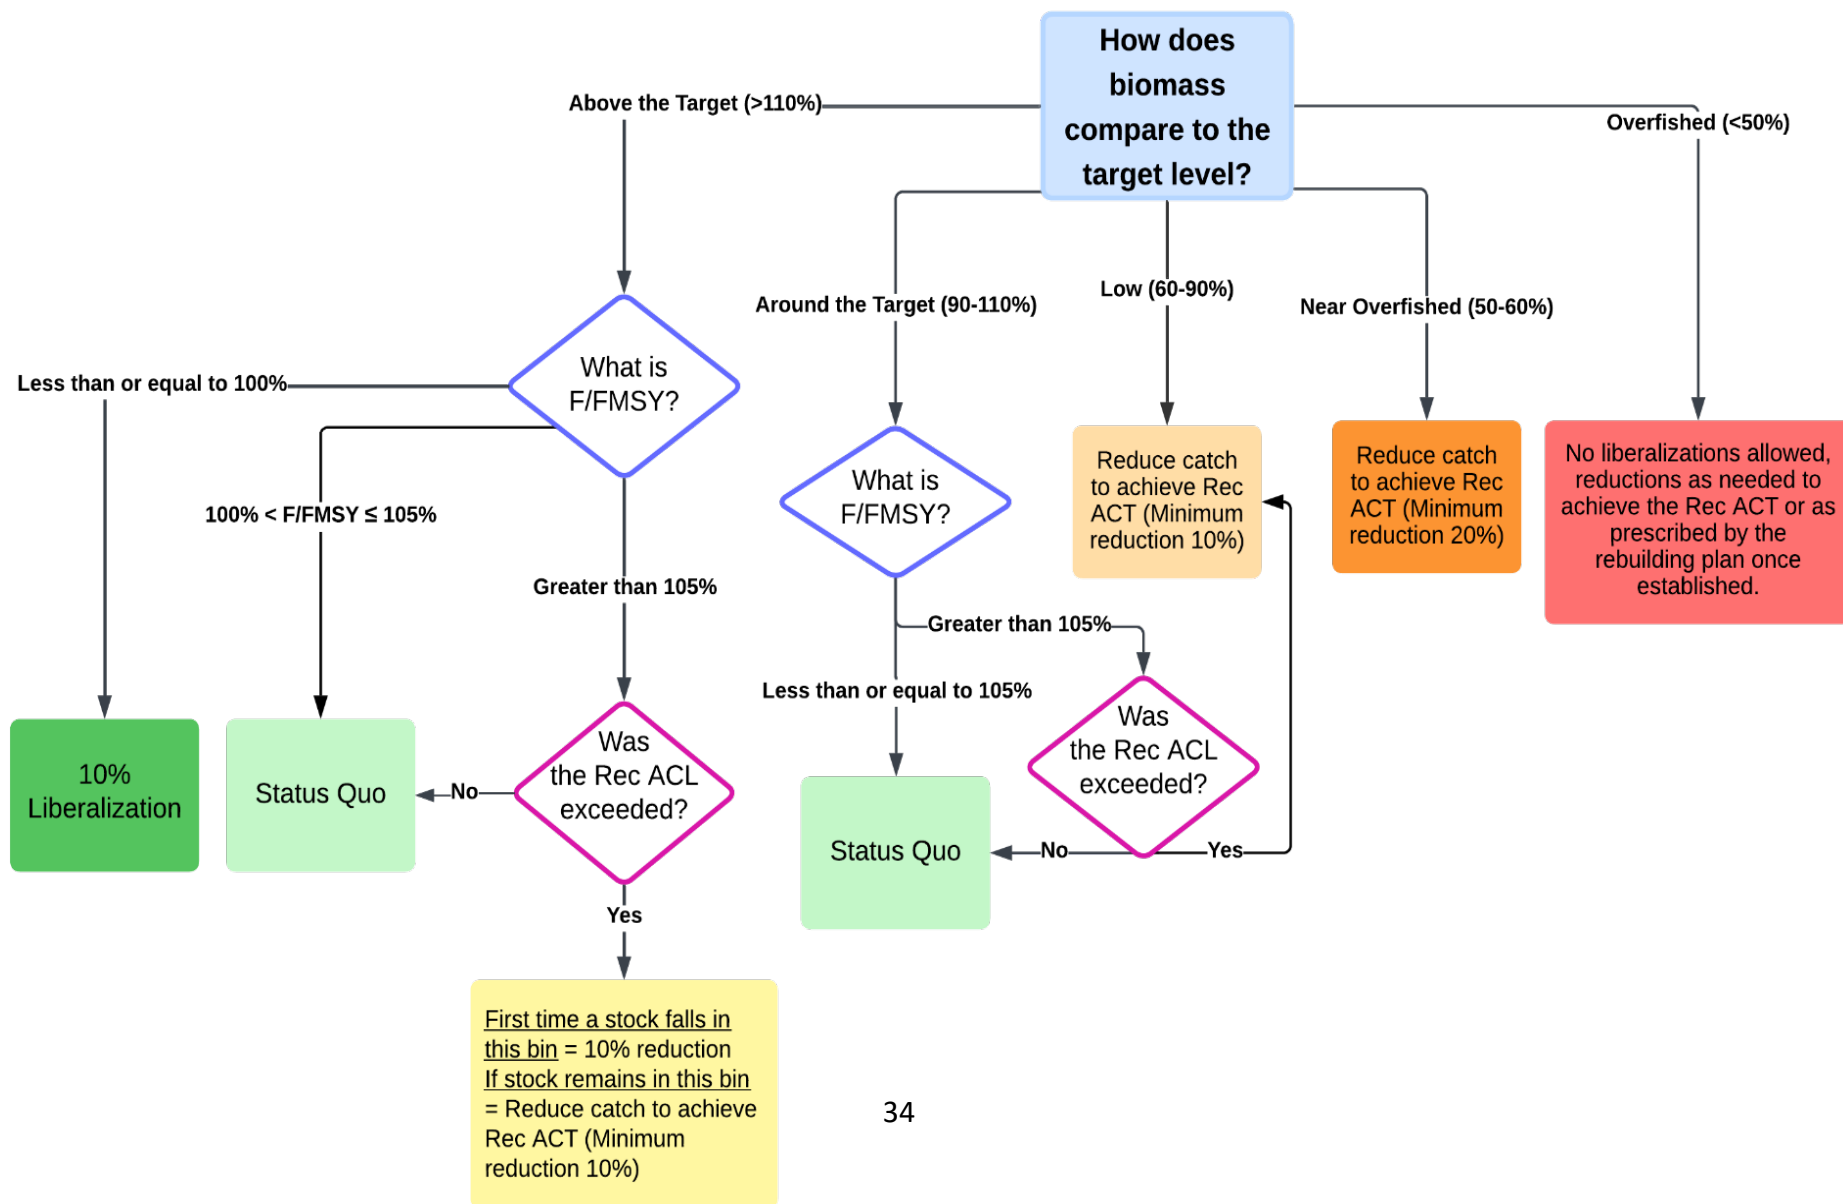 How does
biomass
compare to the
target level?
Above the Target (>110%)
Overfished (<50%)
Around the Target (90-110%)
Low (60-90%)
Near Overfished (50-60%)
What is
F/FMSY?
Less than or equal to 100%
100% < F/FMSY ≤ 105%
Greater than 105%
What is
F/FMSY?
Reduce catch
to achieve Rec
ACT (Minimum
reduction 10%)
Reduce catch
to achieve Rec
ACT (Minimum
reduction 20%)
No liberalizations allowed,
reductions as needed to
achieve the Rec ACT or as
prescribed by the
rebuilding plan once
established.
Greater than 105%
Less than or equal to 105%
10%
Liberalization
Status Quo
No
Was
the Rec ACL
exceeded?
Was
the Rec ACL
exceeded?
Status Quo
No
Yes
Yes
First time a stock falls in
this bin = 10% reduction
If stock remains in this bin
= Reduce catch to achieve
Rec ACT (Minimum
reduction 10%)
34